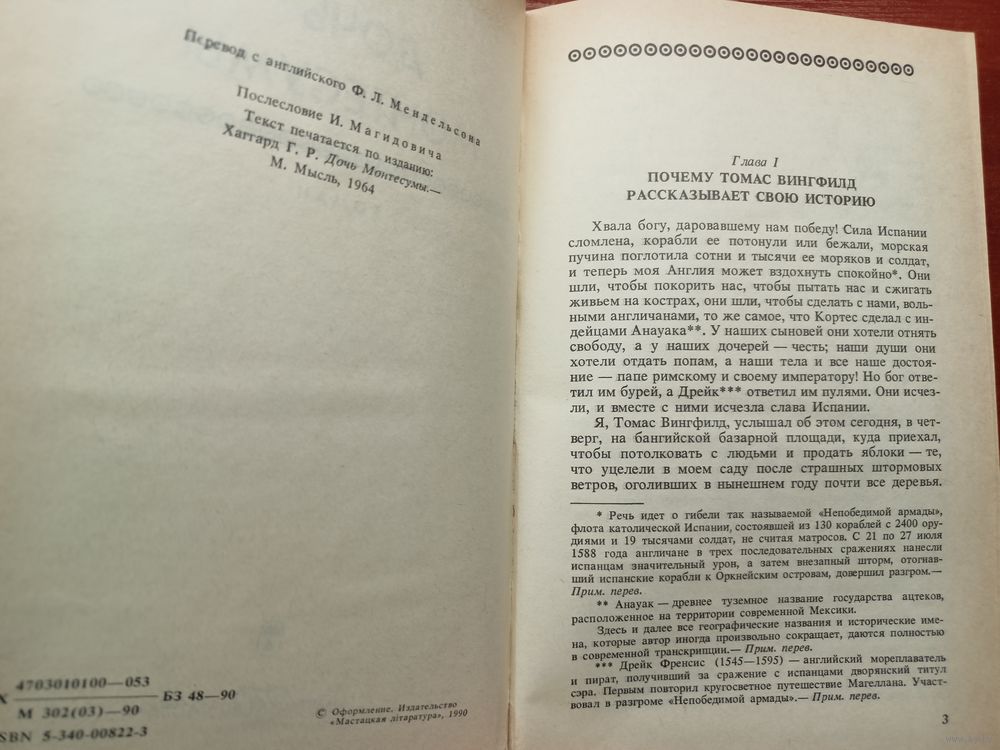 Перевод с английского Ф. Л. Мендельсона
Послесловие И. Магидовича
Текст печатается по изданию:
Хаггард Г. Р. Дочь Монтесумы.—
М. Мысль, 1964
Х 4703010100—053
М 302(03)—90
БЗ 48—90
SBN 5-340-00822-3
© Оформление. Издательство
«Мастацкая літаратура», 1990
Глава I
ПОЧЕМУ ТОМАС ВИНГФИЛД
РАССКАЗЫВАЕТ СВОЮ ИСТОРИЮ
Хвала богу, даровавшему нам победу! Сила Испании
сломлена, корабли ее потонули или бежали, морская
пучина поглотила сотни и тысячи ее моряков и солдат,
и теперь моя Англия может вздохнуть спокойно*. Они
шли, чтобы покорить нас, чтобы пытать нас и сжигать
живьем на кострах, они шли, чтобы сделать с нами, воль-
ными англичанами, то же самое, что Кортес сделал с ин-
дейцами Анауака**. У наших сыновей они хотели отнять
свободу, а у наших дочерей — честь; наши души они
хотели отдать попам, а наши тела и все наше достоя-
ние — папе римскому и своему императору! Но бог отве-
тил им бурей, а Дрейк*** ответил им пулями. Они исчез-
ли, и вместе с ними исчезла слава Испании.
Я, Томас Вингфилд, услышал об этом сегодня, в чет-
верг, на бангийской базарной площади, куда приехал,
чтобы потолковать с людьми и продать яблоки — те,
что уцелели в моем саду после страшных штормовых
ветров, оголивших в нынешнем году почти все деревья.
* Речь идет о гибели так называемой «Непобедимой армады»,
флота католической Испании, состоявшей из 130 кораблей с 2400 ору-
диями и 19 тысячами солдат, не считая матросов. С 21 по 27 июля
1588 года англичане в трех последовательных сражениях нанесли
испанцам значительный урон, а затем внезапный шторм, отогнав-
ший испанские корабли к Оркнейским островам, довершил разгром.—
Прим. перев.
** Анауак — древнее туземное название государства ацтеков,
расположенное на территории современной Мексики.
Здесь и далее все географические названия и исторические име-
на, которые автор иногда произвольно сокращает, даются полностью
в современной транскрипции.— Прим. перев.
*** Дрейк Френсис (1545—1595) — английский мореплаватель
и пират, получивший за сражение с испанцами дворянский титул
сэра. Первым повторил кругосветное путешествие Магеллана. Участ-
вовал в разгроме «Непобедимой армады».— Прим. перев.
3